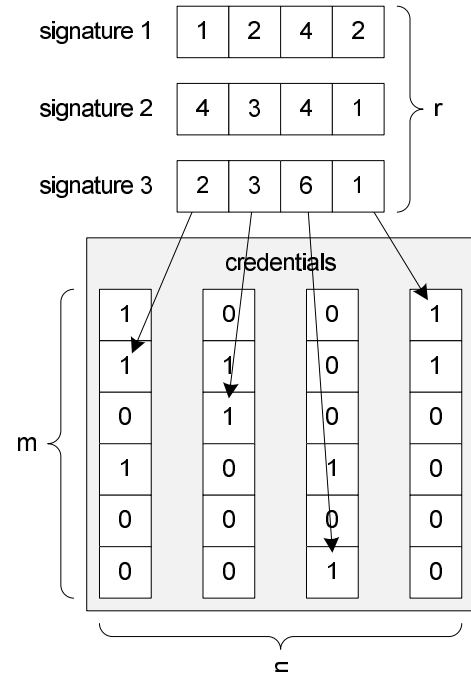 signature 1 1 2 4 2
signature 2 4 3 4 1
r
signature 3 2 3 6 1
credentials
1 0 0 1
1 1 0 1
0 1 0 0
m
1 0 1 0
0 0 0 0
0 0 1 0
n